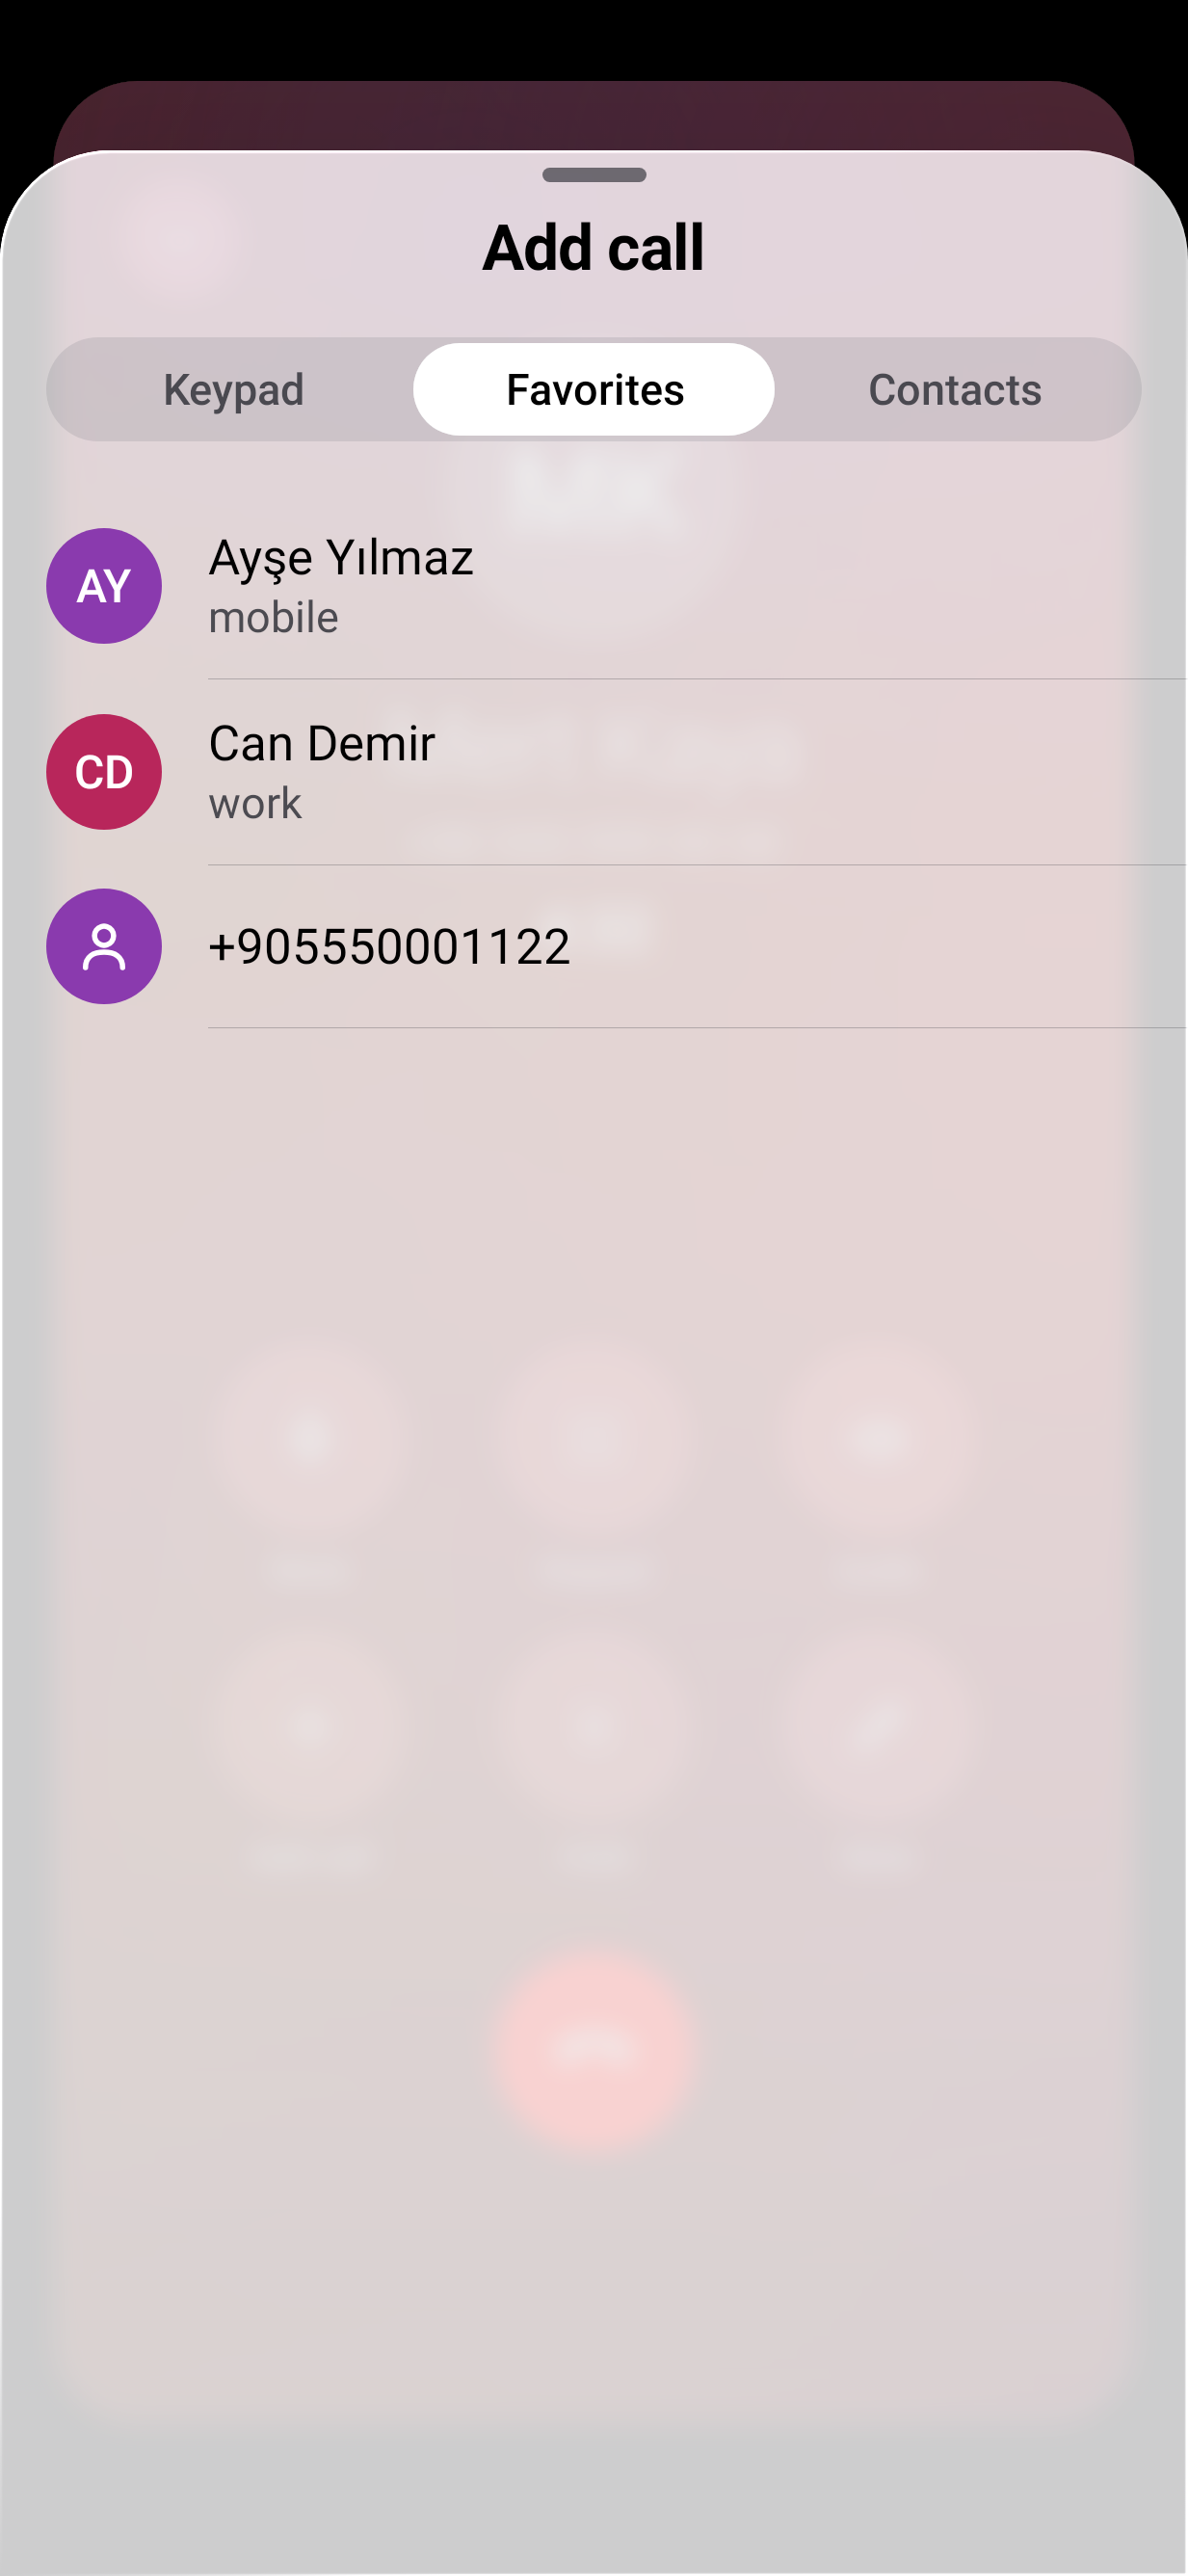 Add call
Keypad
Favorites
Contacts
AY
Ayşe Yılmaz
mobile
CD
Can Demir
work
+905550001122